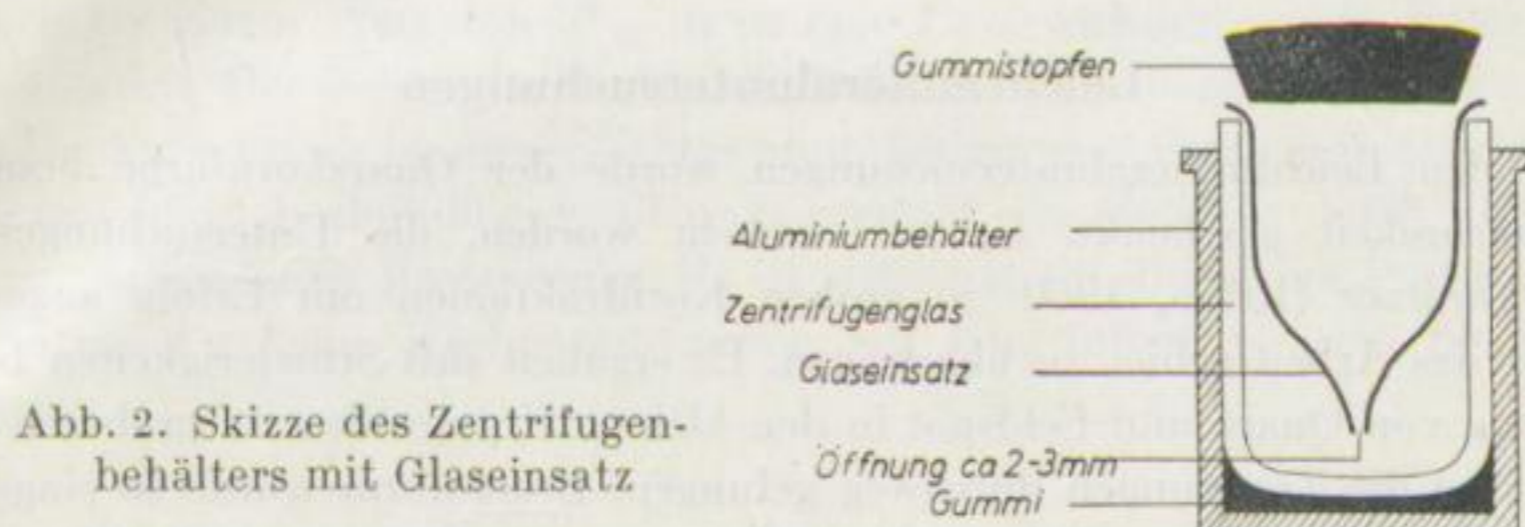 Gummistopfen
Aluminiumbehälter
Zentrifugenglas
Glaseinsatz
Öffnung ca 2-3mm
Gummi
Abb. 2. Skizze des Zentrifugen-
behälters mit Glaseinsatz